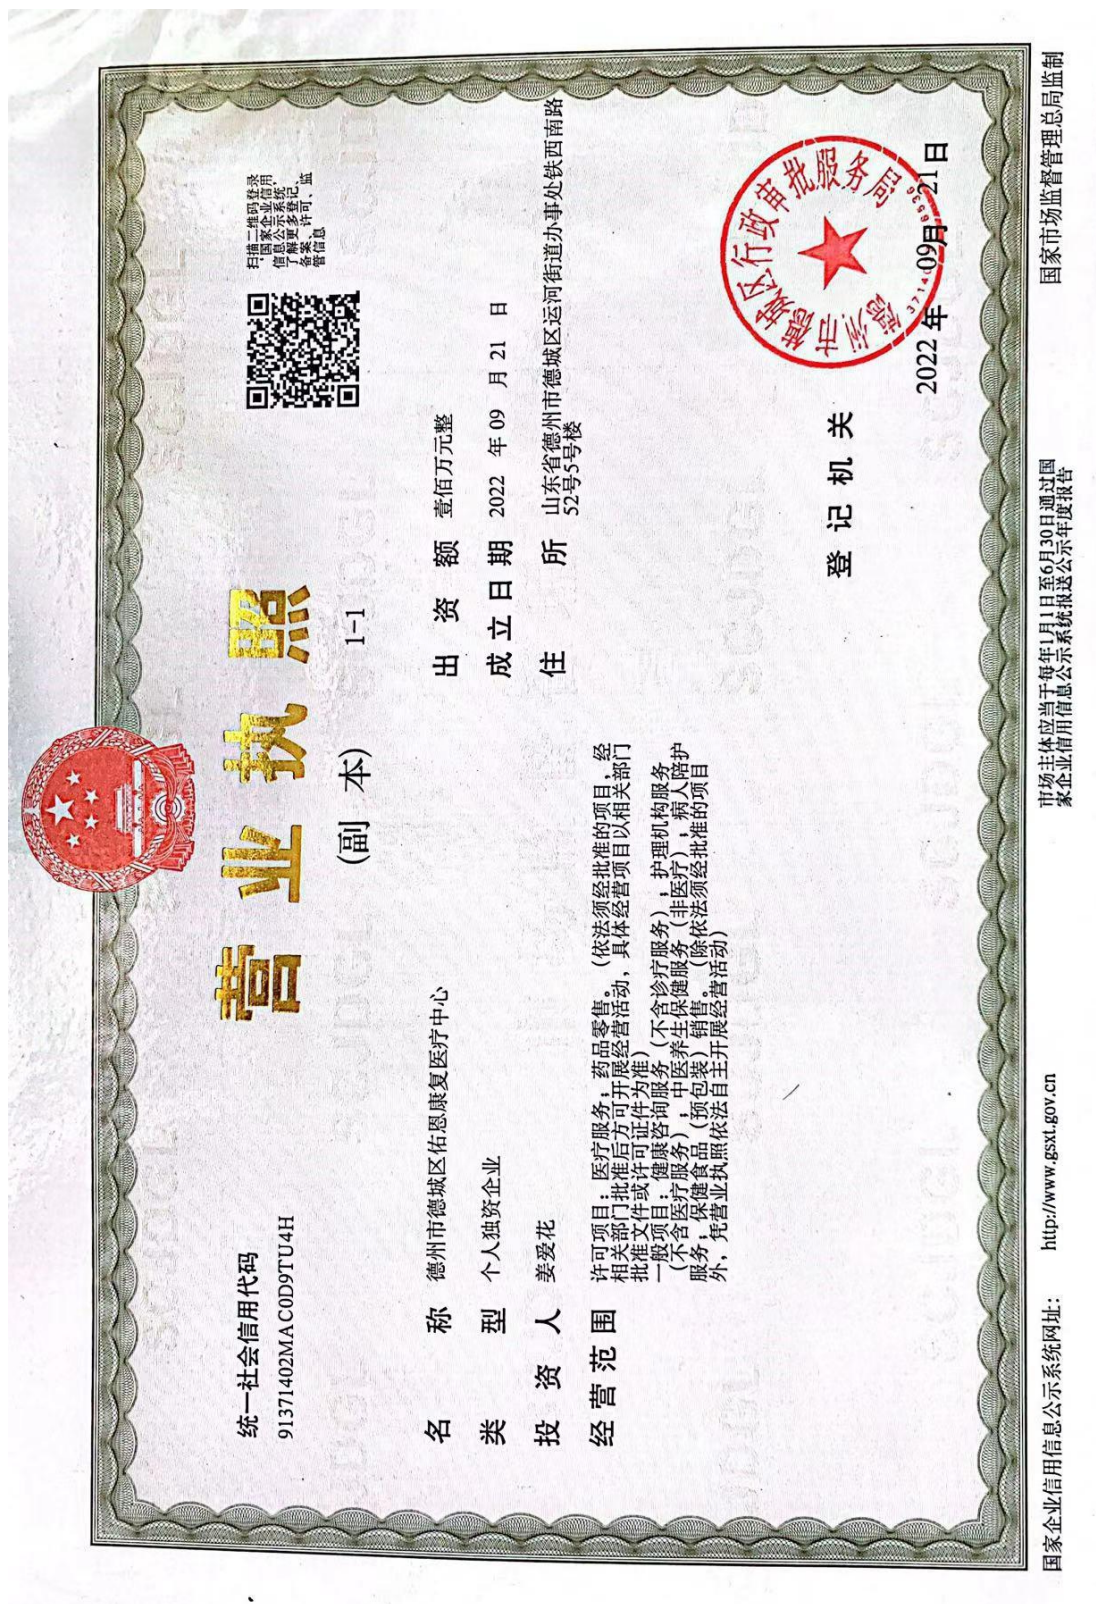 统一社会信用代码
91371402MAC0D9TU4H
营业执照
(副 本)
1-1
扫描二维码登录
“国家企业信用
信息公示系统”
了解更多登记、
备案、许可、监
管信息
名 称 德州市德城区佑恩康复医疗中心
类 型 个人独资企业
投 资 人 姜爱花
经 营 范 围 许可项目：医疗服务；药品零售。（依法须经批准的项目，经
相关部门批准后方可开展经营活动，具体经营项目以相关部门
批准文件或许可证件为准）
一般项目：健康咨询服务（不含诊疗服务）；护理机构服务
（不含医疗服务）；中医养生保健服务（非医疗）；病人陪护
服务；保健食品（预包装）销售。（除依法须经批准的项目
外，凭营业执照依法自主开展经营活动）
出 资 额 壹佰万元整
成 立 日 期 2022 年 09 月 21 日
住 所 山东省德州市德城区运河街道办事处铁西南路
52号5号楼
登 记 机 关
德州市德城区行政审批服务局
2022 年 09月 21日
国家企业信用信息公示系统网址： http://www.gsxt.gov.cn
市场主体应当于每年1月1日至6月30日通过国
家企业信用信息公示系统报送公示年度报告
国家市场监督管理总局监制